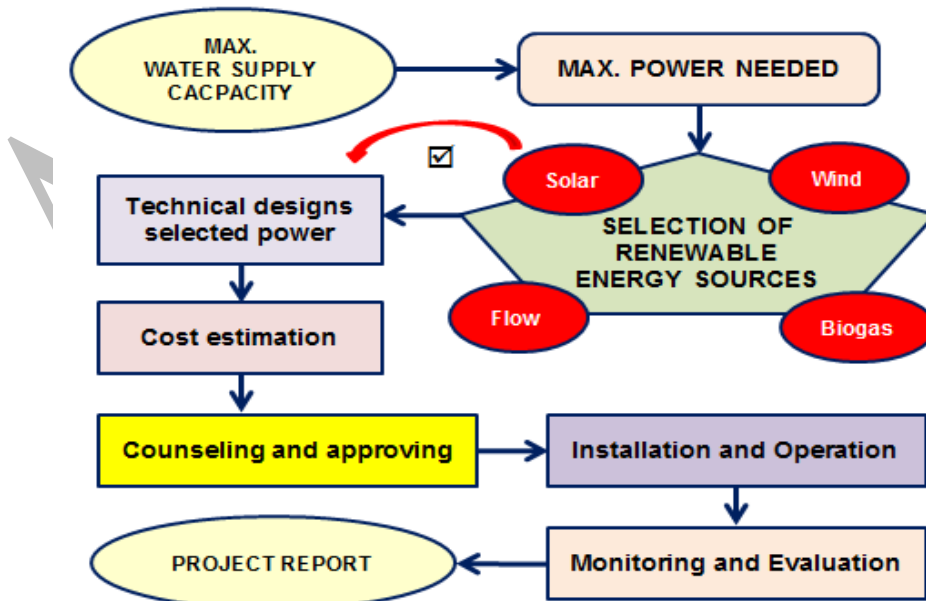 MAX.
WATER SUPPLY
CACPACITY
MAX. POWER NEEDED
Solar
Wind
Technical designs
selected power
SELECTION OF
RENEWABLE
ENERGY SOURCES
Flow
Biogas
Cost estimation
Counseling and approving
Installation and Operation
PROJECT REPORT
Monitoring and Evaluation